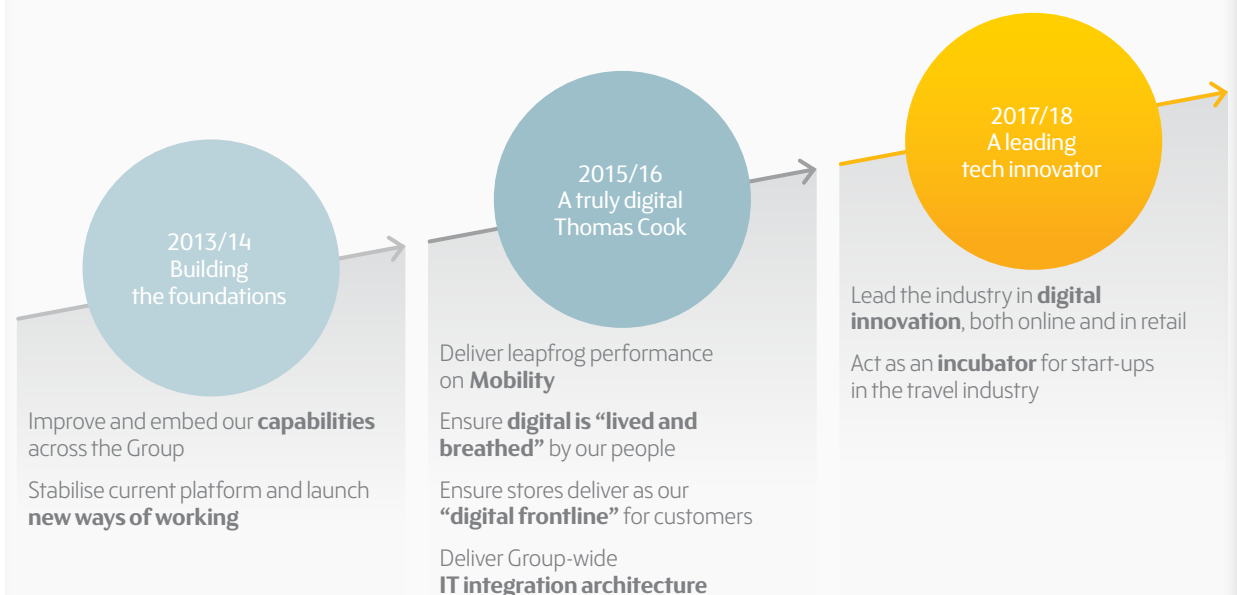 2013/14
Building
the foundations
Improve and embed our capabilities
across the Group
Stabilise current platform and launch
new ways of working
2015/16
A truly digital
Thomas Cook
Deliver leapfrog performance
on Mobility
Ensure digital is “lived and
breathed” by our people
Ensure stores deliver as our
“digital frontline” for customers
Deliver Group-wide
IT integration architecture
2017/18
A leading
tech innovator
Lead the industry in digital
innovation, both online and in retail
Act as an incubator for start-ups
in the travel industry